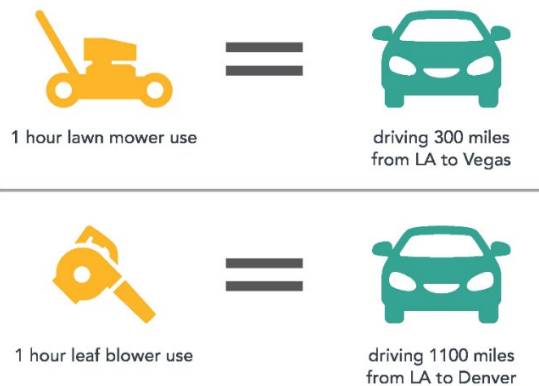 1 hour lawn mower use
driving 300 miles
from LA to Vegas
1 hour leaf blower use
driving 1100 miles
from LA to Denver